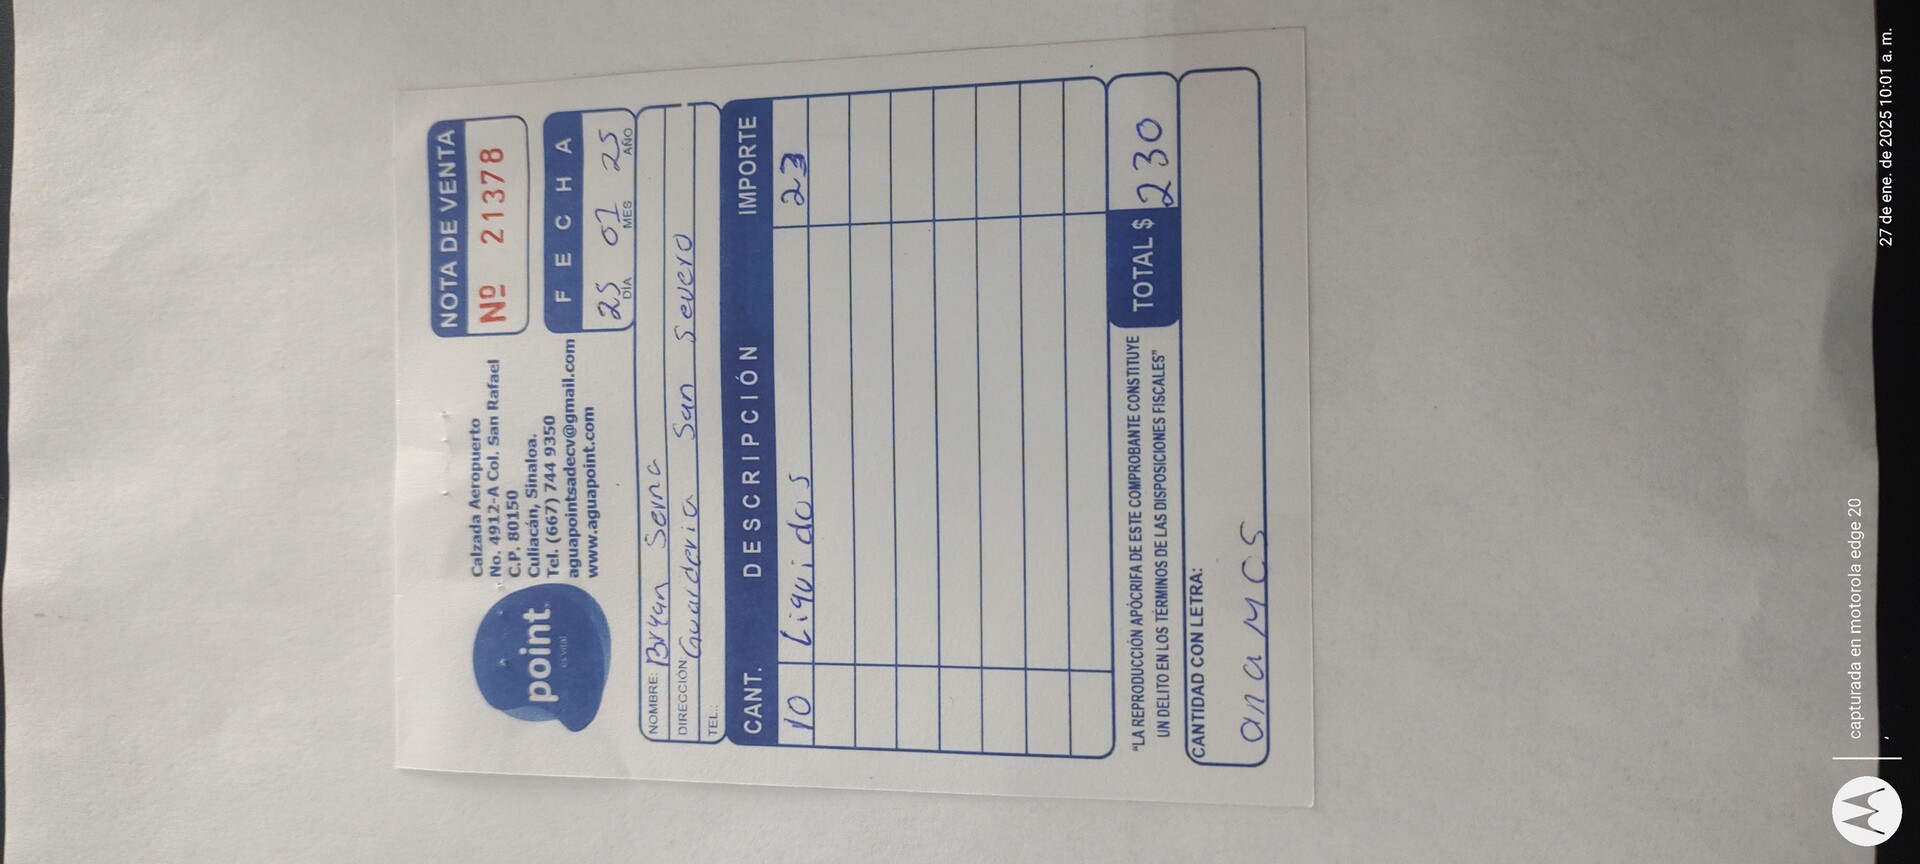 point
es vital
Calzada Aeropuerto
No. 4912-A Col. San Rafael
C.P. 80150
Culiacán, Sinaloa.
Tel. (667) 744 9350
aguapointsadecv@gmail.com
www.aguapoint.com
NOTA DE VENTA
Nº 21378
FECHA
25 01 25
DÍA MES AÑO
NOMBRE: Bryan Serna
DIRECCION: Guarderia San Severo
TEL.:
CANT. DESCRIPCIÓN IMPORTE
10 Liquidos 23
"LA REPRODUCCIÓN APÓCRIFA DE ESTE COMPROBANTE CONSTITUYE
UN DELITO EN LOS TÉRMINOS DE LAS DISPOSICIONES FISCALES"
TOTAL $ 230
CANTIDAD CON LETRA:
capturada en motorola edge 20
27 de ene. de 2025 10:01 a. m.